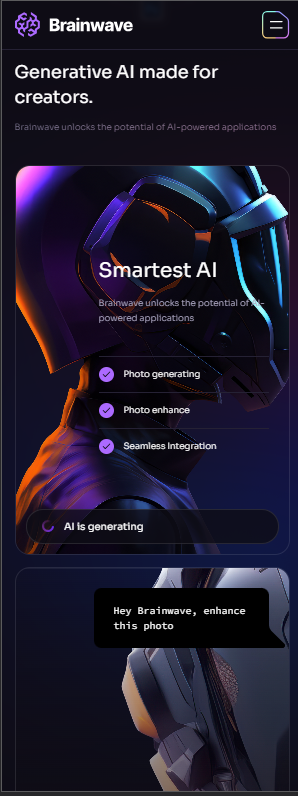 Brainwave
Generative AI made for
creators.
Brainwave unlocks the potential of AI-powered applications
Smartest AI
Brainwave unlocks the potential of AI-
powered applications
Photo generating
Photo enhance
Seamless Integration
AI is generating
Hey Brainwave, enhance
this photo